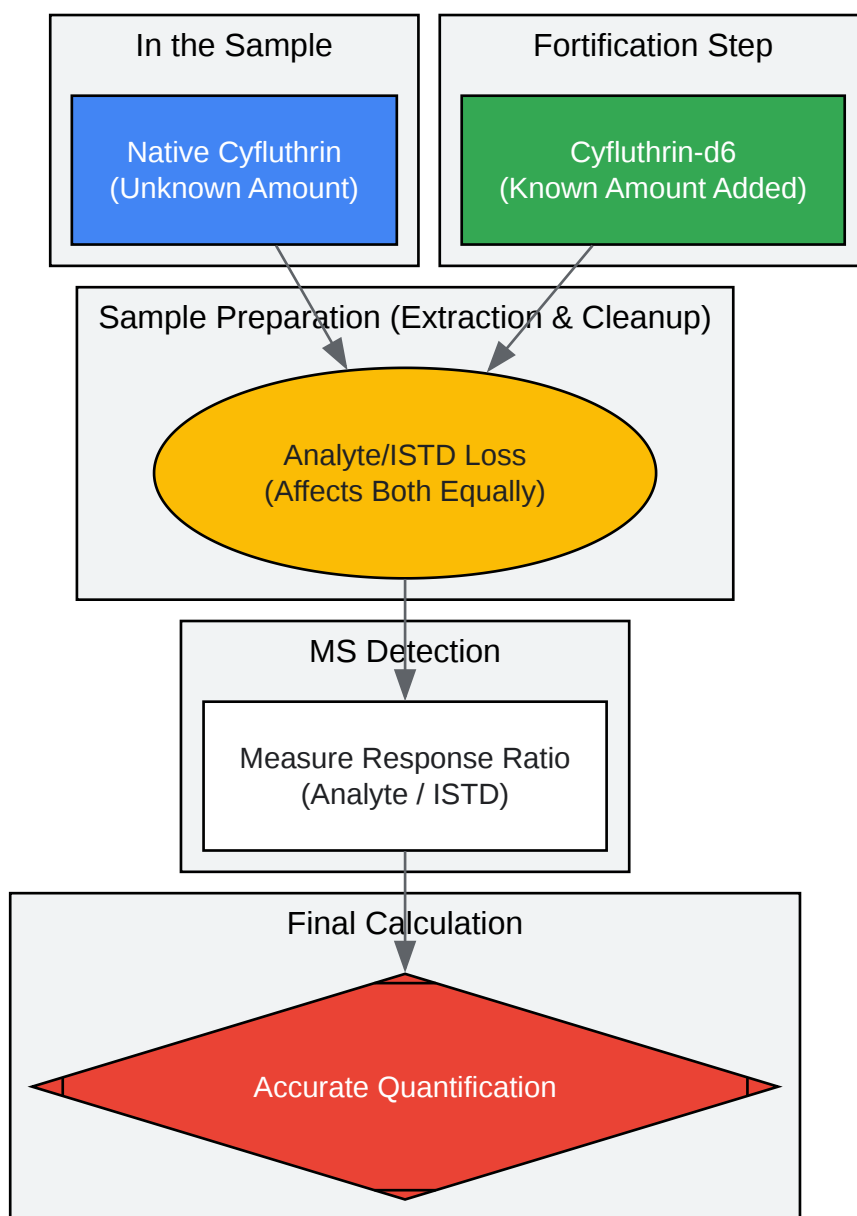 In the Sample
Fortification Step
Native Cyfluthrin
(Unknown Amount)
Cyfluthrin-d6
(Known Amount Added)
Sample Preparation (Extraction & Cleanup)
Analyte/ISTD Loss
(Affects Both Equally)
MS Detection
Measure Response Ratio
(Analyte / ISTD)
Final Calculation
Accurate Quantification